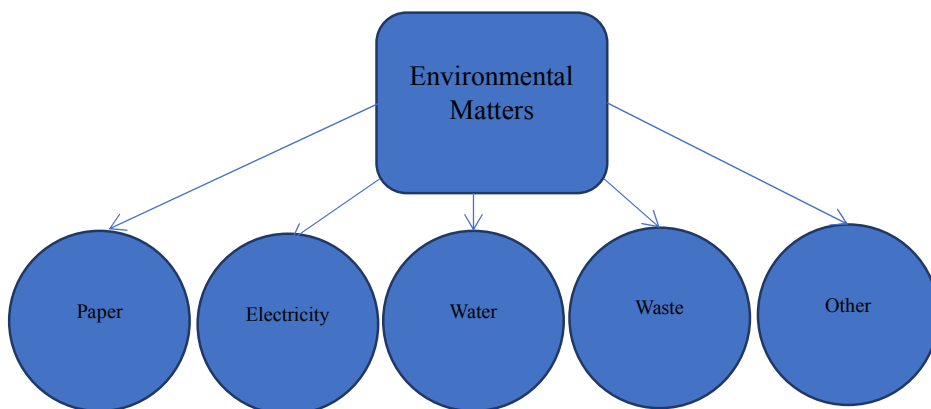 Environmental
Matters
Paper
Electricity
Water
Waste
Other